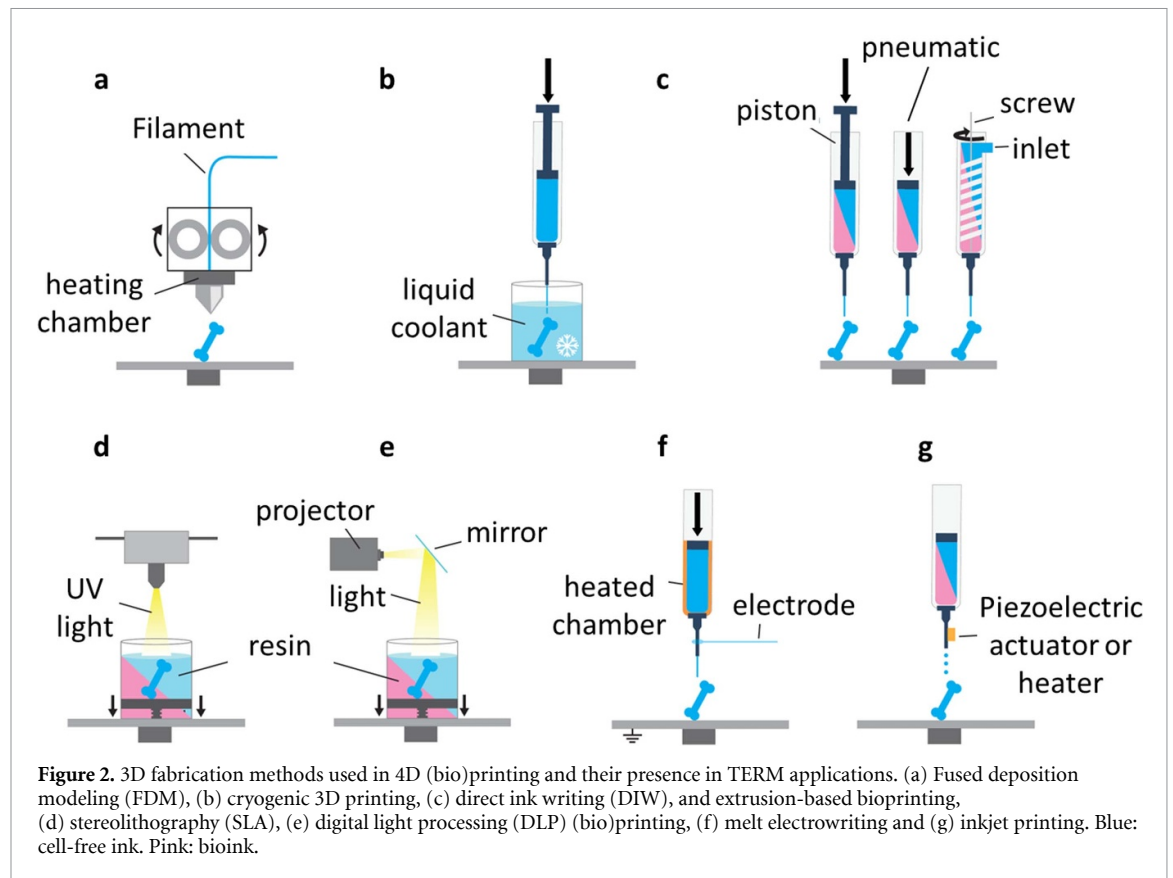 a
Filament
heating
chamber
b
liquid
coolant
c
piston
pneumatic
screw
inlet
d
UV
light
resin
e
projector
mirror
light
f
heated
chamber
electrode
g
Piezoelectric
actuator or
heater
Figure 2. 3D fabrication methods used in 4D (bio)printing and their presence in TERM applications. (a) Fused deposition
modeling (FDM), (b) cryogenic 3D printing, (c) direct ink writing (DIW), and extrusion-based bioprinting,
(d) stereolithography (SLA), (e) digital light processing (DLP) (bio)printing, (f) melt electrowriting and (g) inkjet printing. Blue:
cell-free ink. Pink: bioink.